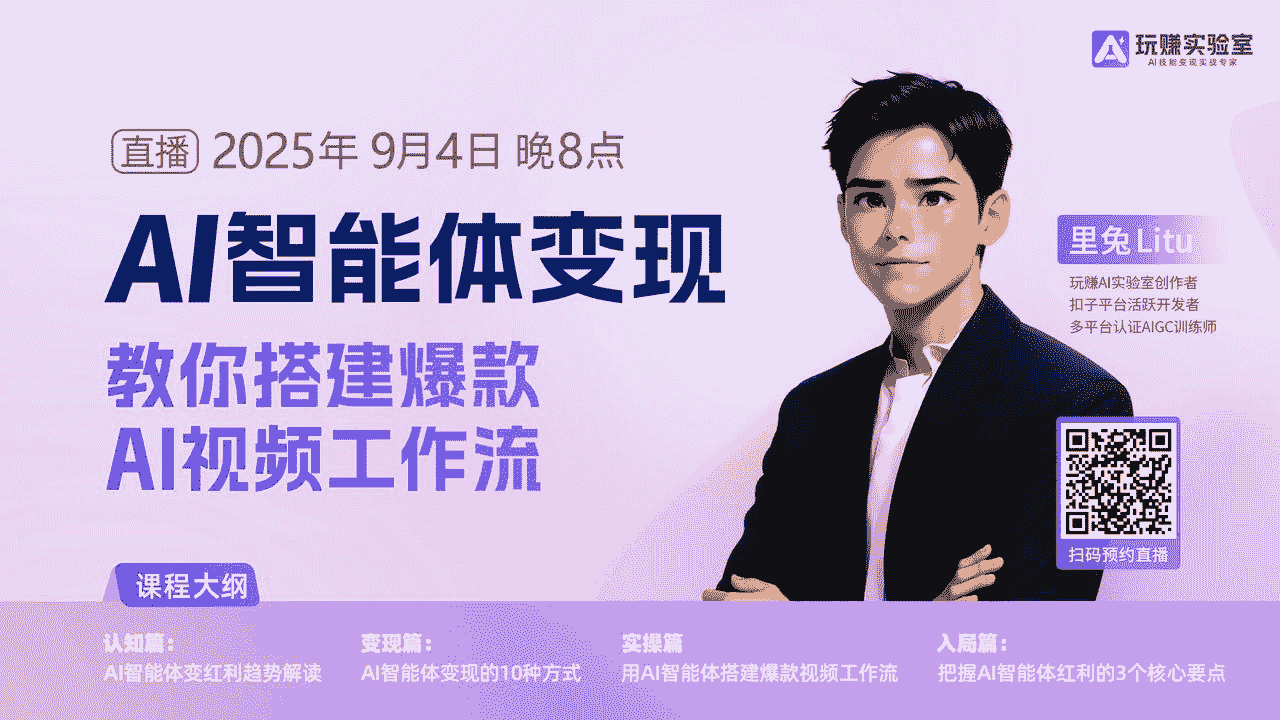 玩赚实验室
AI技能变现实战专家
直播 2025年 9月4日 晚8点
AI智能体变现
教你搭建爆款
AI视频工作流
里兔 Litu
玩赚AI实验室创作者
扣子平台活跃开发者
多平台认证AIGC训练师
扫码预约直播
课程大纲
认知篇：
AI智能体变红利趋势解读
变现篇：
AI智能体变现的10种方式
实操篇
用AI智能体搭建爆款视频工作流
入局篇：
把握AI智能体红利的3个核心要点